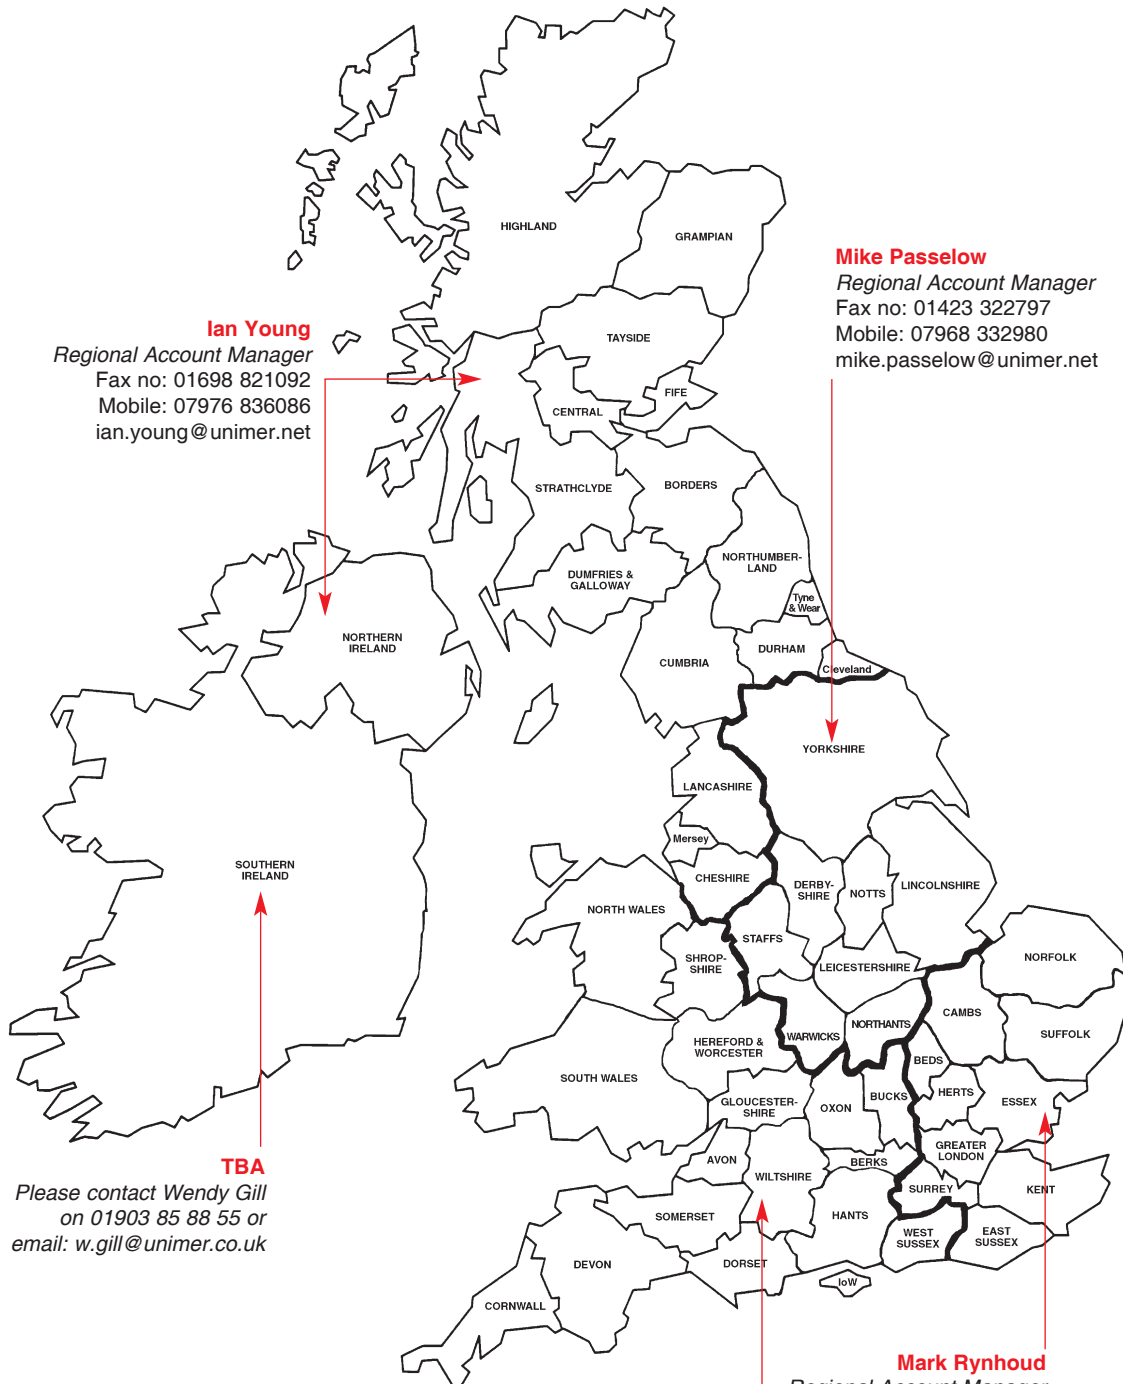 HIGHLAND
GRAMPIAN
Mike Passelow
Regional Account Manager
Fax no: 01423 322797
Mobile: 07968 332980
mike.passelow@unimer.net
Ian Young
Regional Account Manager
Fax no: 01698 821092
Mobile: 07976 836086
ian.young@unimer.net
TAYSIDE
FIFE
CENTRAL
STRATHCLYDE
BORDERS
NORTHUMBER-
LAND
DUMFRIES &
GALLOWAY
Tyne
& Wear
NORTHERN
IRELAND
DURHAM
CUMBRIA
Cleveland
YORKSHIRE
LANCASHIRE
Mersey
CHESHIRE
SOUTHERN
IRELAND
DERBY-
SHIRE
NOTTS
LINCOLNSHIRE
NORTH WALES
STAFFS
SHROP-
SHIRE
LEICESTERSHIRE
NORFOLK
CAMBS
WARWICKS
NORTHANTS
SUFFOLK
HEREFORD &
WORCESTER
BEDS
SOUTH WALES
BUCKS
HERTS
ESSEX
GLOUCESTER-
SHIRE
OXON
GREATER
LONDON
AVON
BERKS
WILTSHIRE
SURREY
KENT
SOMERSET
HANTS
WEST
SUSSEX
EAST
SUSSEX
DEVON
DORSET
IoW
CORNWALL
TBA
Please contact Wendy Gill
on 01903 85 88 55 or
email: w.gill@unimer.co.uk
Mark Rynhoud
Regional Account Manager